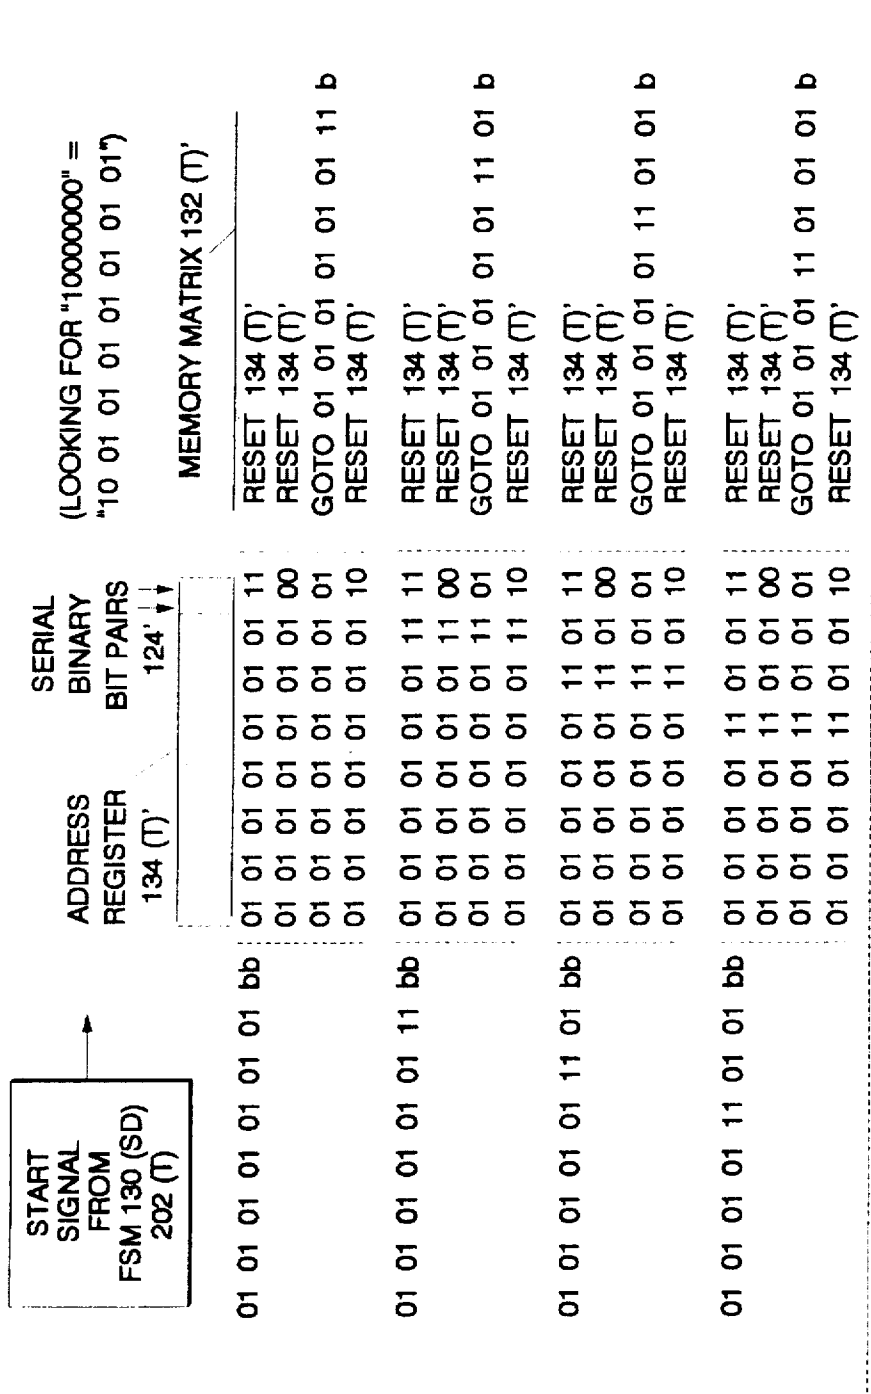 START
SIGNAL
FROM
FSM 130 (SD)
202 (T)
ADDRESS
REGISTER
134 (T)'
SERIAL
BINARY
BIT PAIRS
124'
(LOOKING FOR "10000000" =
"10 01 01 01 01 01 01 01")
MEMORY MATRIX 132 (T)'
01 01 01 01 01 01 01 bb 01 01 01 01 01 01 01 11 RESET 134 (T)'
01 01 01 01 01 01 01 00 RESET 134 (T)'
01 01 01 01 01 01 01 01 GOTO 01 01 01 01 01 01 11 b
01 01 01 01 01 01 01 10 RESET 134 (T)'
01 01 01 01 01 01 11 bb 01 01 01 01 01 01 11 11 RESET 134 (T)'
01 01 01 01 01 01 11 00 RESET 134 (T)'
01 01 01 01 01 01 11 01 GOTO 01 01 01 01 01 11 01 b
01 01 01 01 01 01 11 10 RESET 134 (T)'
01 01 01 01 01 11 01 bb 01 01 01 01 01 11 01 11 RESET 134 (T)'
01 01 01 01 01 11 01 00 RESET 134 (T)'
01 01 01 01 01 11 01 01 GOTO 01 01 01 01 11 01 01 b
01 01 01 01 01 11 01 10 RESET 134 (T)'
01 01 01 01 11 01 01 bb 01 01 01 01 11 01 01 11 RESET 134 (T)'
01 01 01 01 11 01 01 00 RESET 134 (T)'
01 01 01 01 11 01 01 01 GOTO 01 01 01 11 01 01 01 b
01 01 01 01 11 01 01 10 RESET 134 (T)'